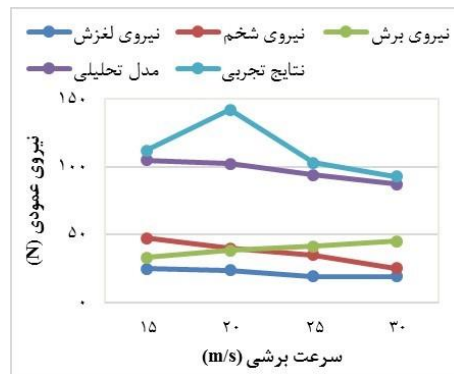 نیروی لغزش نیروی شخم نیروی برش
مدل تحلیلی نتایج تجربی
۱۵۰
۱۰۰
۵۰
۰
نیروی عمودی (N)
۱۵ ۲۰ ۲۵ ۳۰
سرعت برشی (m/s)